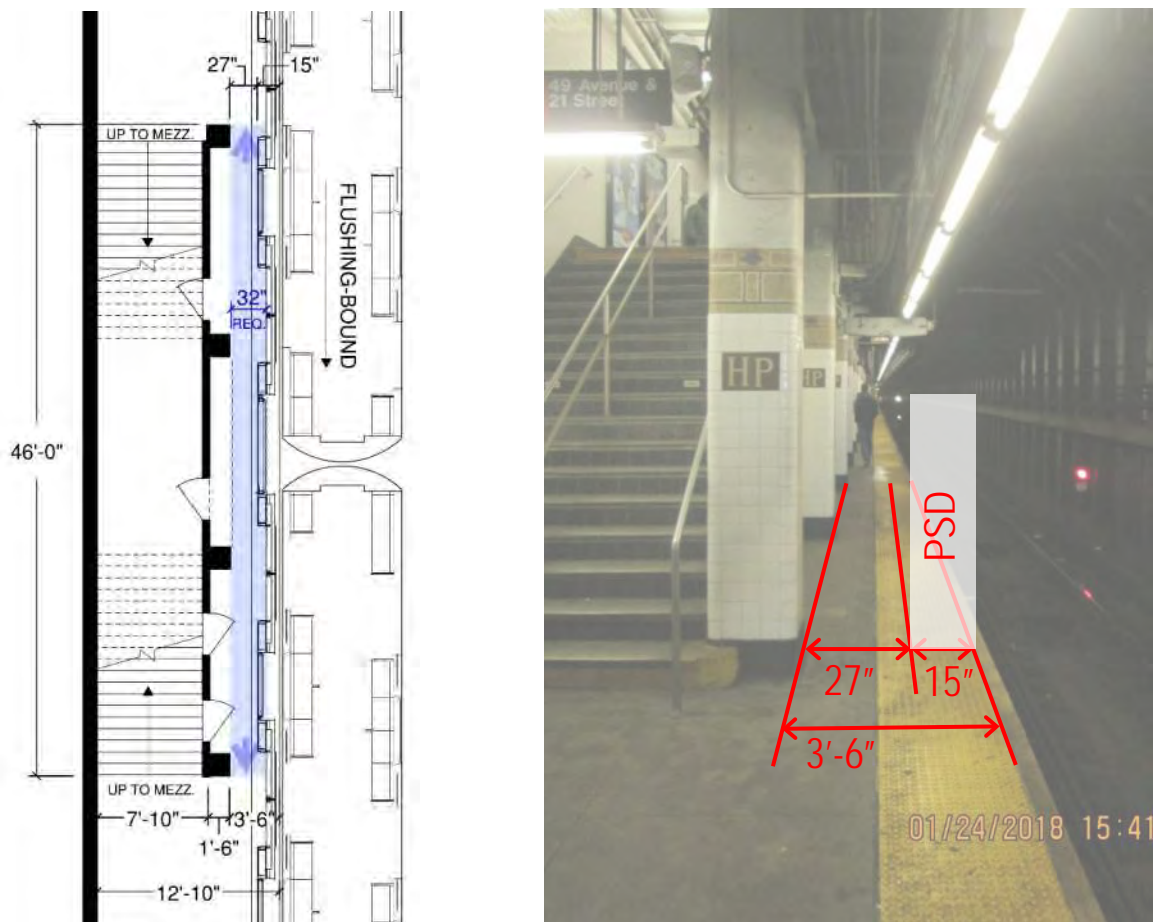 27"
15"
UP TO MEZZ.
FLUSHING-BOUND
32"
REQ.
46'-0"
UP TO MEZZ.
7'-10"
3'-6"
1'-6"
12'-10"
49 Avenue &
21 Street
HP
HP
PSD
27"
15"
3'-6"
01/24/2018 15:41